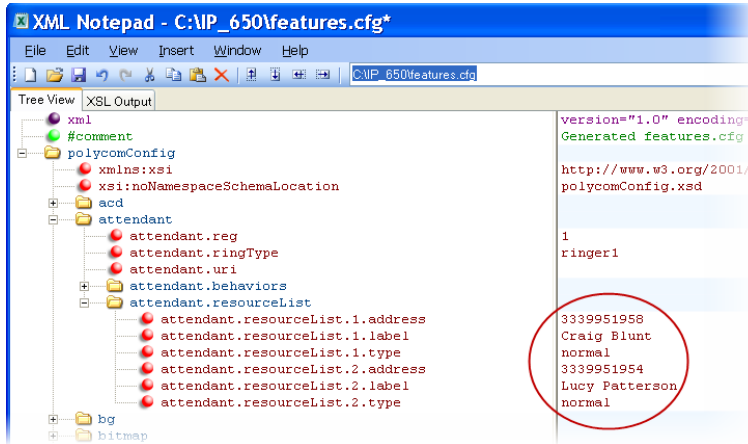 XML Notepad - C:\IP_650\features.cfg*
File Edit View Insert Window Help
C:\IP_650\features.cfg
Tree View XSL Output
xml version="1.0" encoding=
#comment Generated features.cfg
polycomConfig
xmlns:xsi http://www.w3.org/2001/
xsi:noNamespaceSchemaLocation polycomConfig.xsd
acd
attendant
attendant.reg 1
attendant.ringType ringer1
attendant.uri
attendant.behaviors
attendant.resourceList
attendant.resourceList.1.address 3339951958
attendant.resourceList.1.label Craig Blunt
attendant.resourceList.1.type normal
attendant.resourceList.2.address 3339951954
attendant.resourceList.2.label Lucy Patterson
attendant.resourceList.2.type normal
bg
bitmap